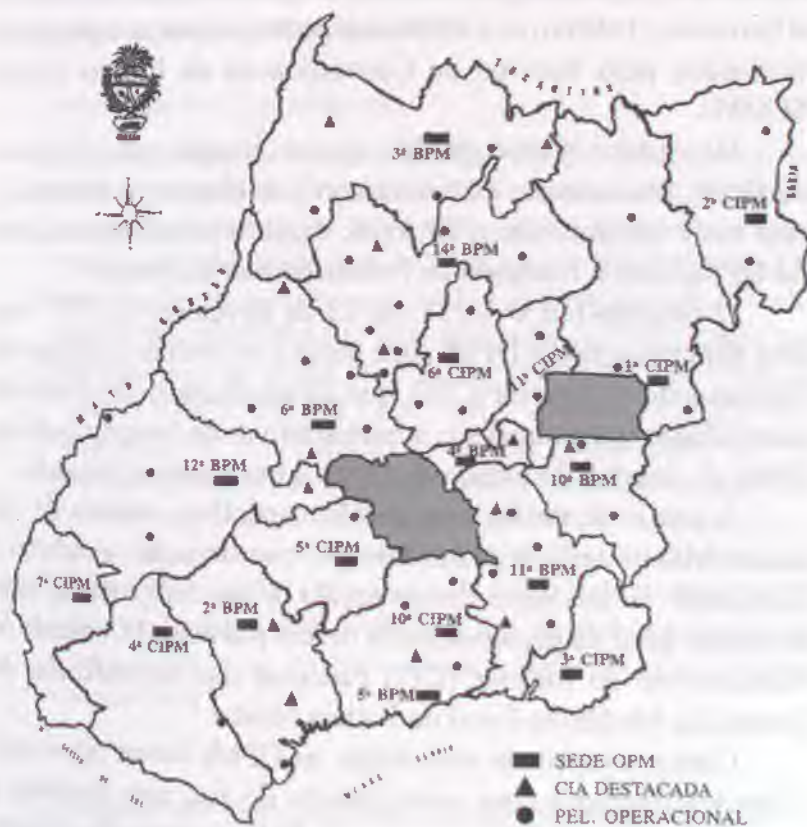 TOCANTINS
3ª BPM
BAHIA
2ª CIPM
14ª BPM
GROSSO
MATO
6ª CIPM
11ª CIPM
1ª CIPM
6ª BPM
4ª BPM
12ª BPM
10ª BPM
5ª CIPM
7ª CIPM
2ª BPM
4ª CIPM
10ª CIPM
11ª BPM
3ª CIPM
5ª BPM
MINAS GERAIS
SEDE OPM
CIA DESTACADA
PEL. OPERACIONAL